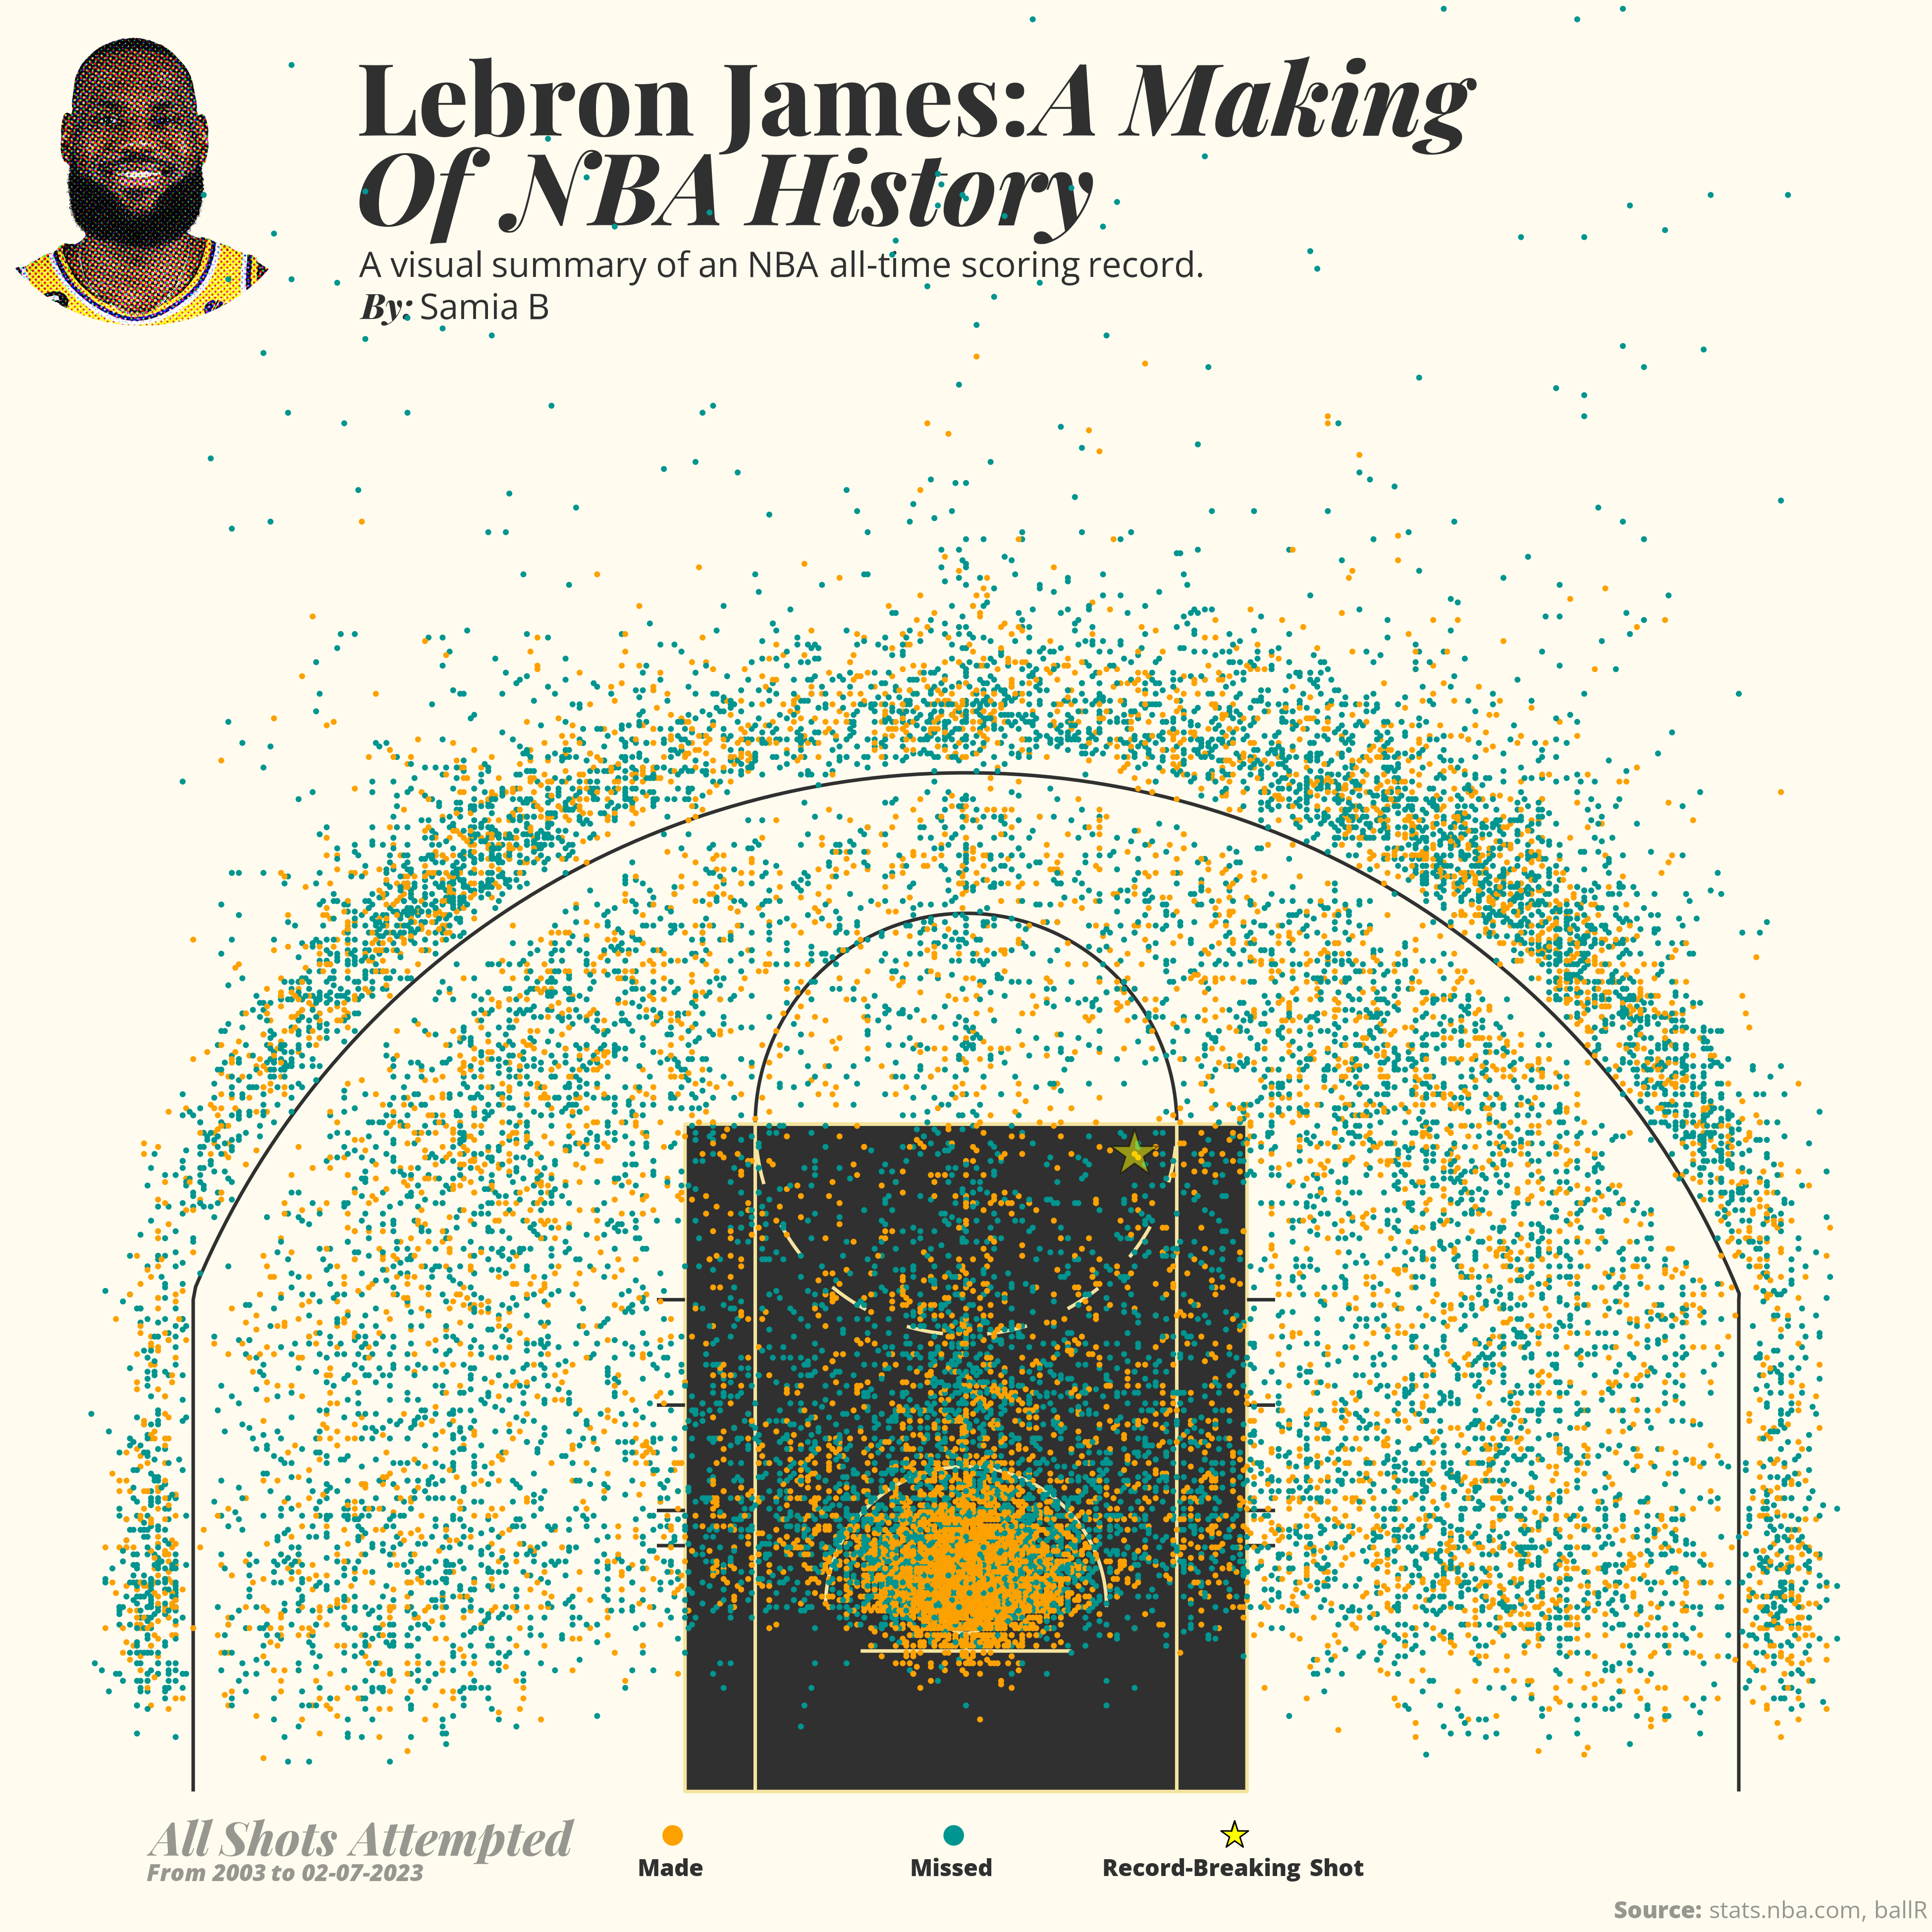 Lebron James:A Making
Of NBA History
A visual summary of an NBA all-time scoring record.
By: Samia B
All Shots Attempted
From 2003 to 02-07-2023
Made
Missed
Record-Breaking Shot
Source: stats.nba.com, ballR